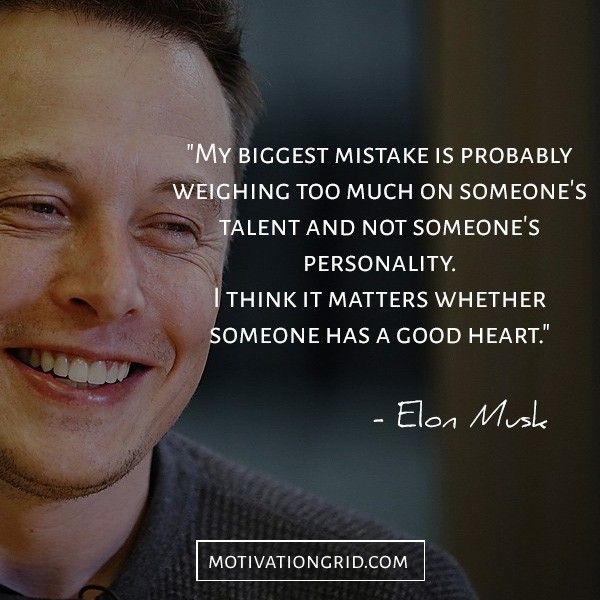 "My biggest mistake is probably
weighing too much on someone's
talent and not someone's
personality.
I think it matters whether
someone has a good heart."
- Elon Musk
MOTIVATIONGRID.COM